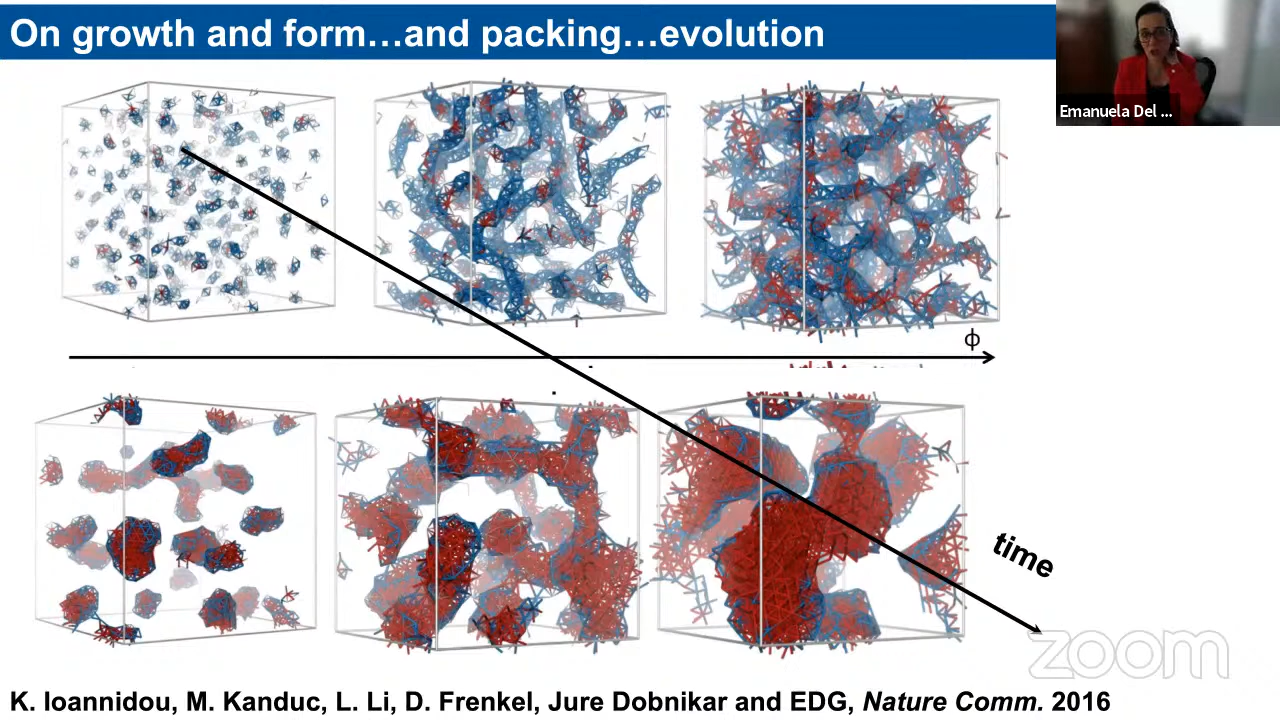 On growth and form…and packing…evolution
Emanuela Del ...
ϕ
time
zoom
K. Ioannidou, M. Kanduc, L. Li, D. Frenkel, Jure Dobnikar and EDG, Nature Comm. 2016